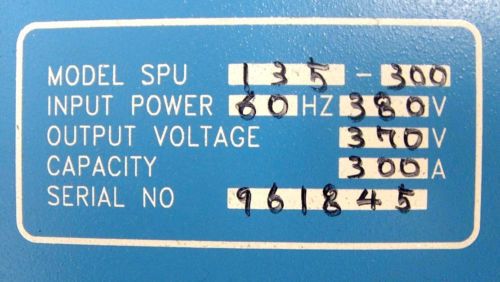 MODEL SPU 135-300
INPUT POWER 60 HZ 380 V
OUTPUT VOLTAGE 370 V
CAPACITY 300 A
SERIAL NO 961845